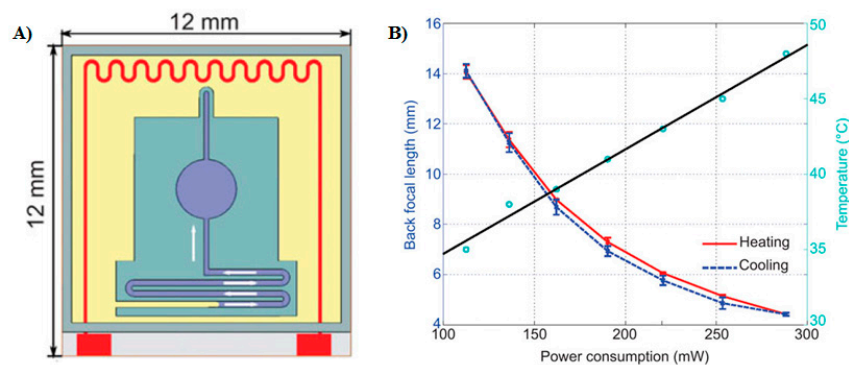 A)
12 mm
12 mm
B)
16
14
12
10
8
6
4
Back focal length (mm)
50
45
40
35
30
Temperature (°C)
Heating
Cooling
100
150
200
250
300
Power consumption (mW)